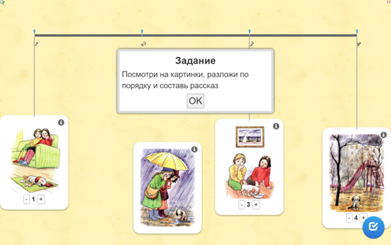 Задание
Посмотри на картинки, разложи по
порядку и составь рассказ
OK
- 1 +
- 3 +
- 4 +